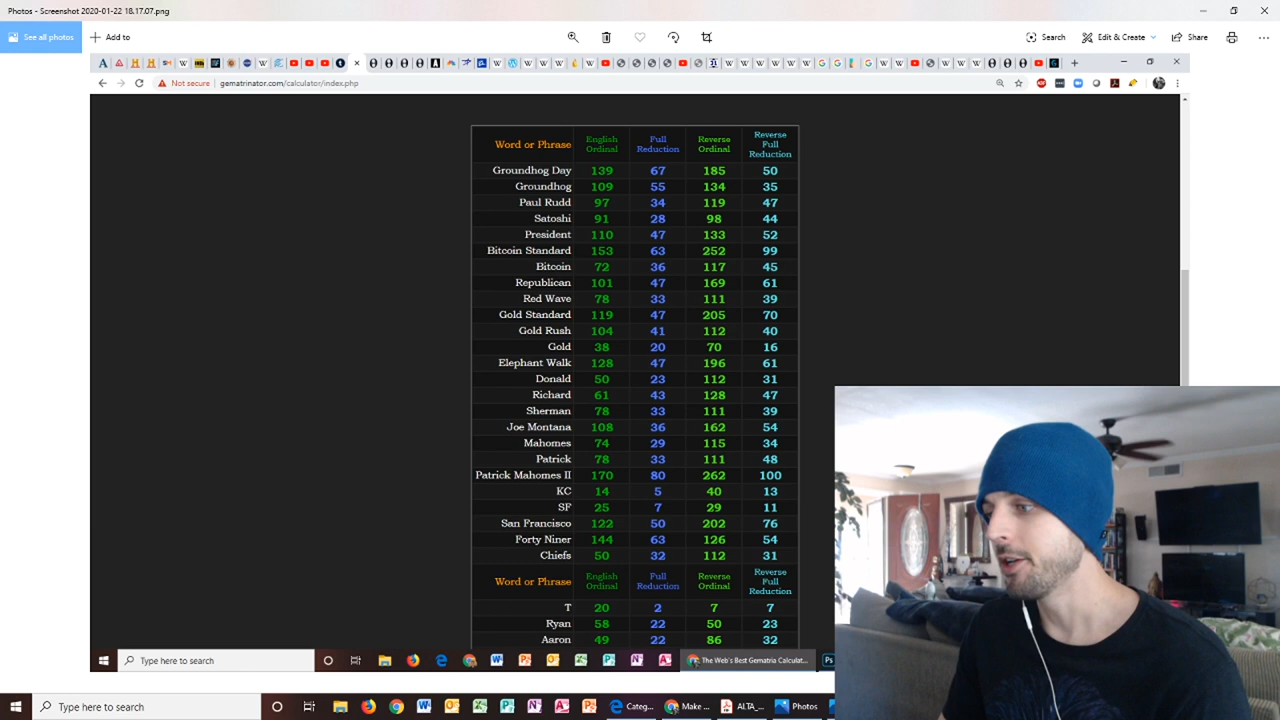 Photos - Screenshot 2020-01-22 18.17.07.png
See all photos
Add to
Search
Edit & Create
Share
Not secure
gematrinator.com/calculator/index.php
Word or Phrase English Ordinal Full Reduction Reverse Ordinal Reverse Full Reduction
Groundhog Day 139 67 185 50
Groundhog 109 55 134 35
Paul Rudd 97 34 119 47
Satoshi 91 28 98 44
President 110 47 133 52
Bitcoin Standard 153 63 252 99
Bitcoin 72 36 117 45
Republican 101 47 169 61
Red Wave 78 33 111 39
Gold Standard 119 47 205 70
Gold Rush 104 41 112 40
Gold 38 20 70 16
Elephant Walk 128 47 196 61
Donald 50 23 112 31
Richard 61 43 128 47
Sherman 78 33 111 39
Joe Montana 108 36 162 54
Mahomes 74 29 115 34
Patrick 78 33 111 48
Patrick Mahomes II 170 80 262 100
KC 14 5 40 13
SF 25 7 29 11
San Francisco 122 50 202 76
Forty Niner 144 63 126 54
Chiefs 50 32 112 31
Word or Phrase English Ordinal Full Reduction Reverse Ordinal Reverse Full Reduction
T 20 2 7 7
Ryan 58 22 50 23
Aaron 49 22 86 32
Type here to search
The Web's Best Gematria Calculat...
Type here to search
Categ...
Make ...
ALTA_...
Photos